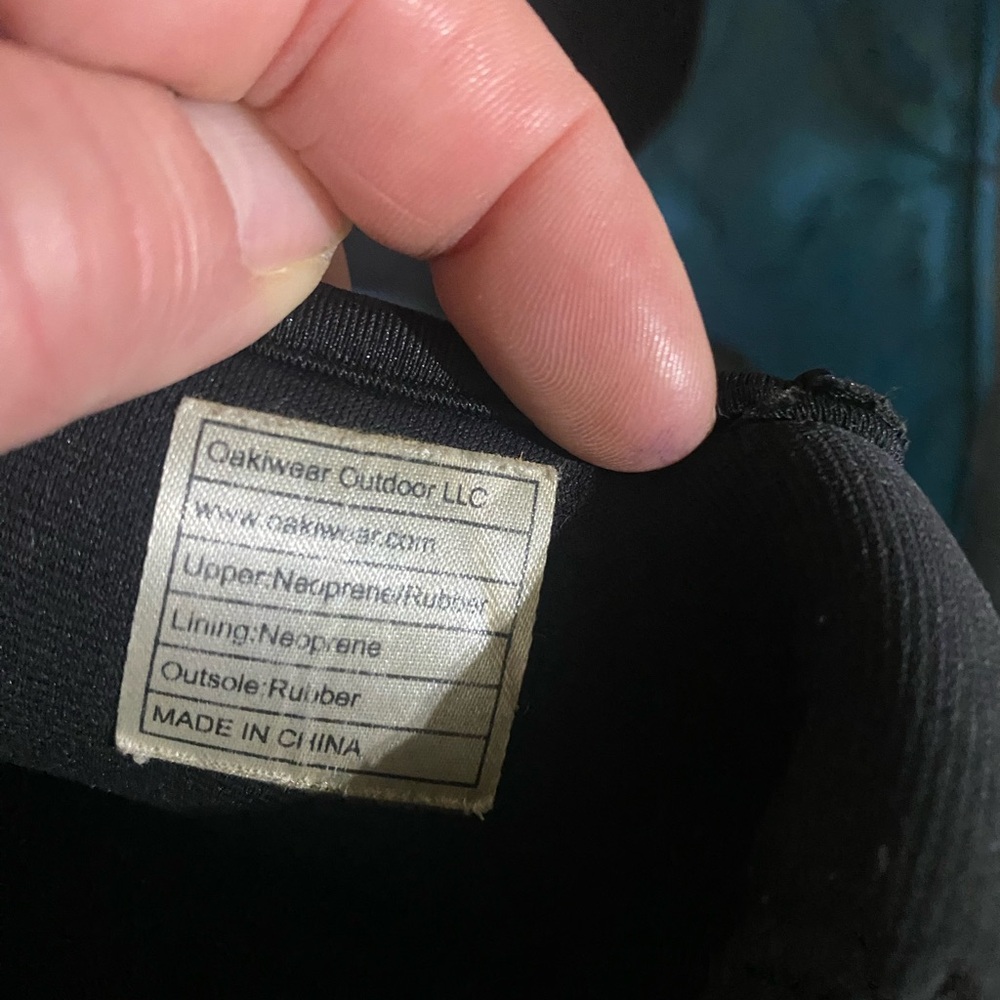 Oakiwear Outdoor LLC
www.oakiwear.com
Upper:Neoprene/Rubber
Lining:Neoprene
Outsole:Rubber
MADE IN CHINA